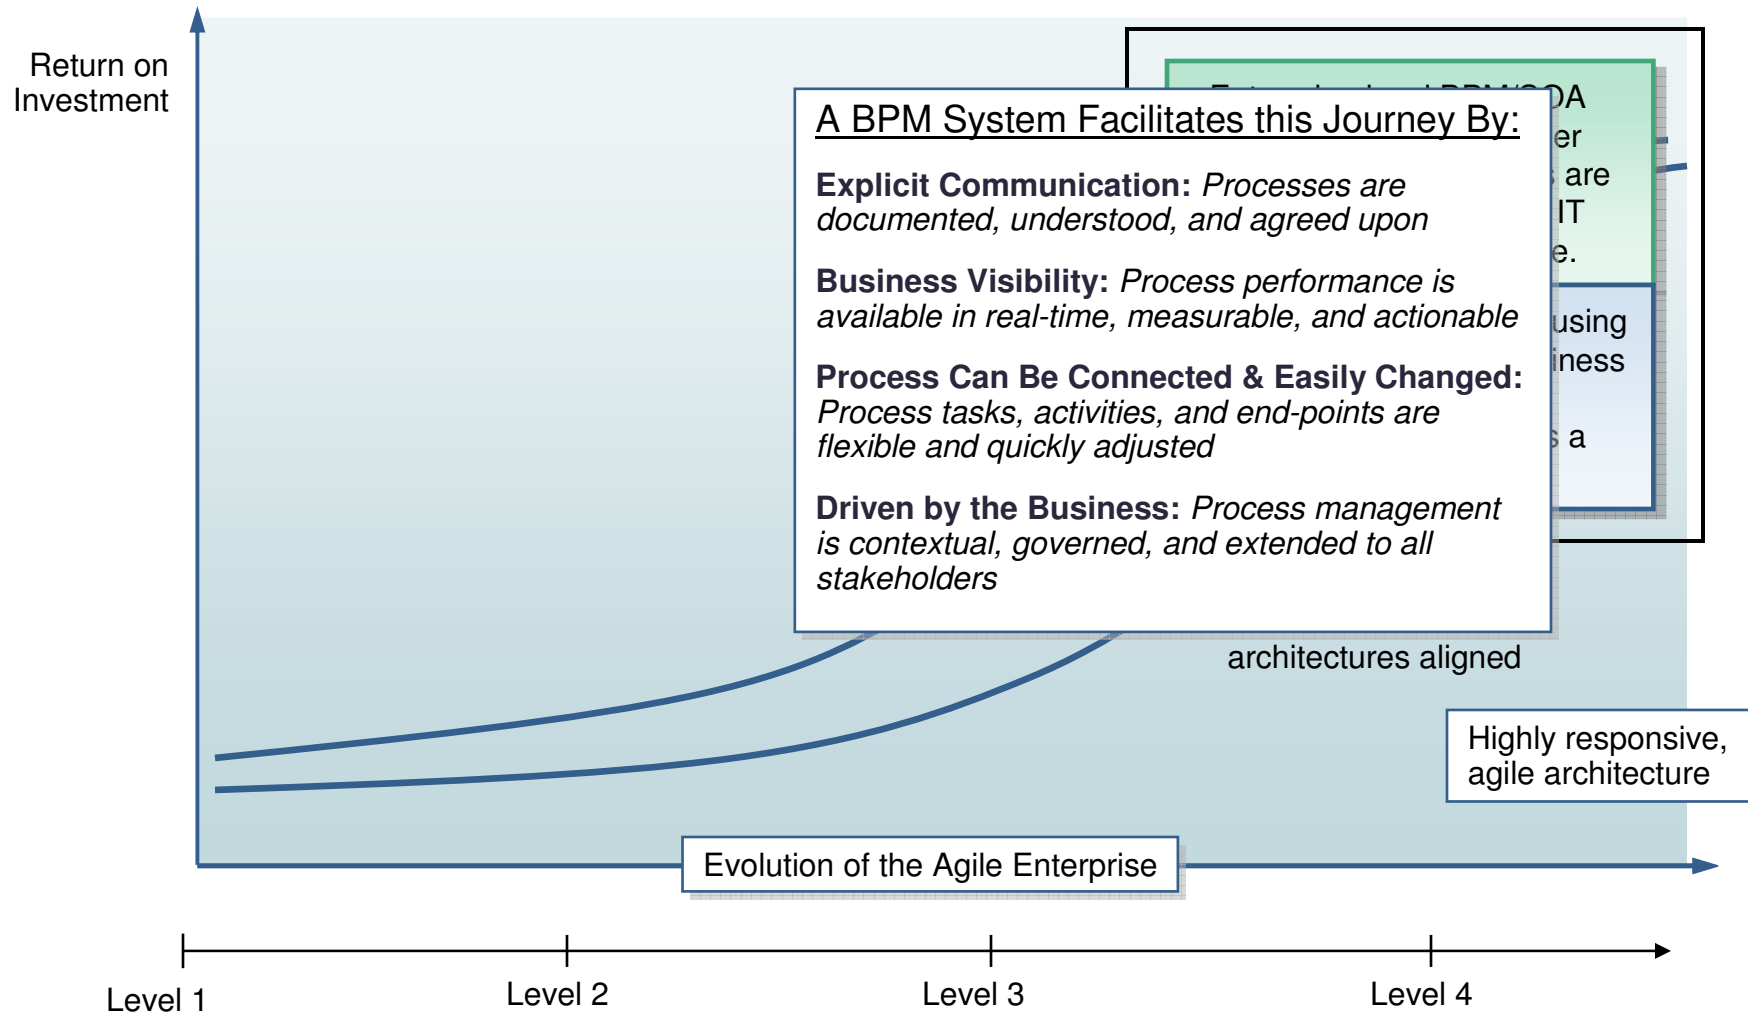 Return on
Investment
A BPM System Facilitates this Journey By:
Explicit Communication: Processes are
documented, understood, and agreed upon
Business Visibility: Process performance is
available in real-time, measurable, and actionable
Process Can Be Connected & Easily Changed:
Process tasks, activities, and end-points are
flexible and quickly adjusted
Driven by the Business: Process management
is contextual, governed, and extended to all
stakeholders
are
IT
using
a
architectures aligned
Highly responsive,
agile architecture
Evolution of the Agile Enterprise
Level 1
Level 2
Level 3
Level 4